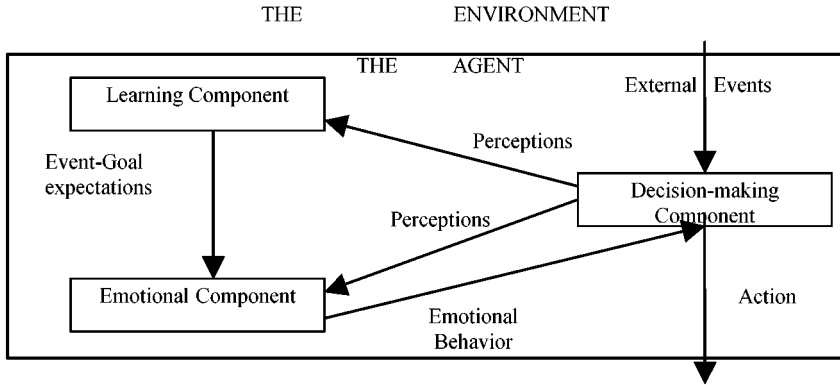 THE ENVIRONMENT
THE AGENT
Learning Component
External Events
Perceptions
Event-Goal
expectations
Decision-making
Component
Perceptions
Emotional Component
Action
Emotional
Behavior